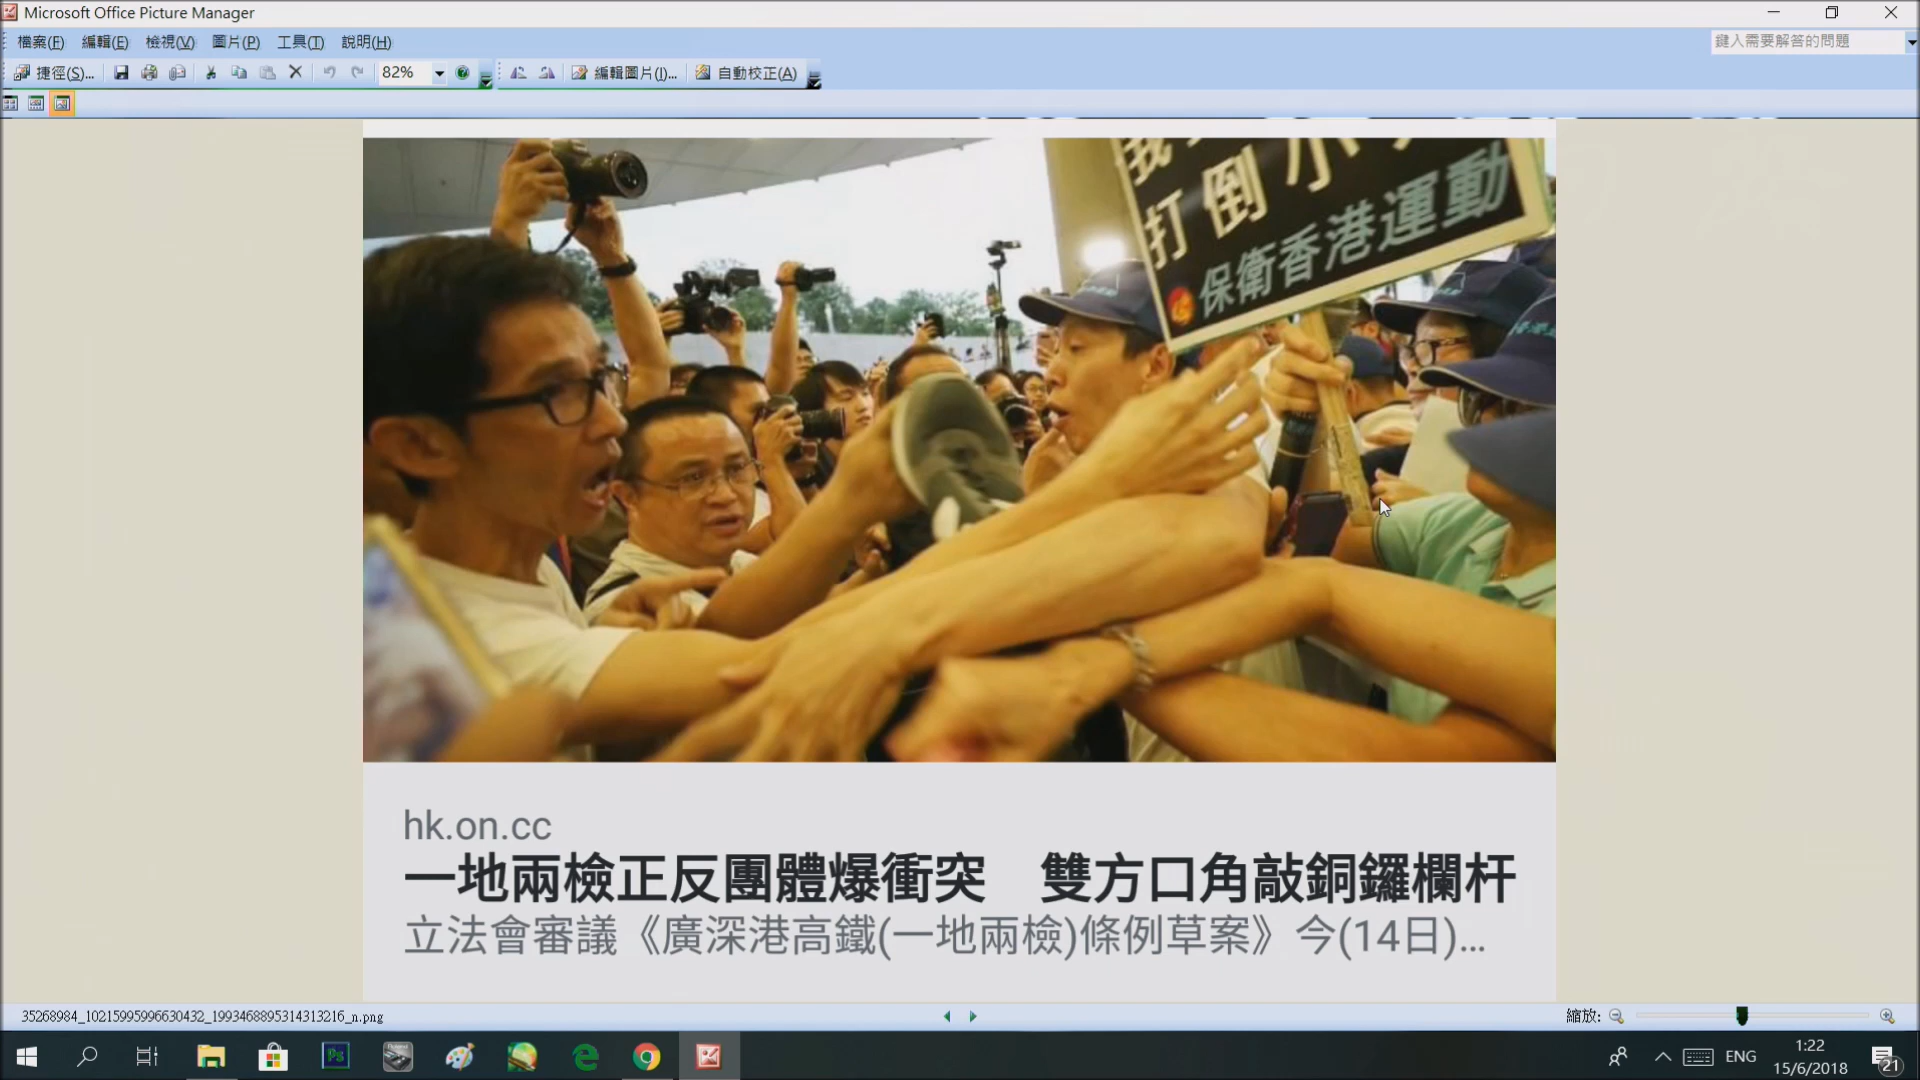 Microsoft Office Picture Manager
檔案(F) 編輯(E) 檢視(V) 圖片(P) 工具(T) 說明(H)
鍵入需要解答的問題
捷徑(S)... 82% 編輯圖片(I)... 自動校正(A)
打倒小
保衛香港運動
hk.on.cc
一地兩檢正反團體爆衝突 雙方口角敲銅鑼欄杆
立法會審議《廣深港高鐵(一地兩檢)條例草案》今(14日)...
35268984_10215995996630432_1993468895314313216_n.png
縮放:
Ps
ENG
1:22
15/6/2018
21